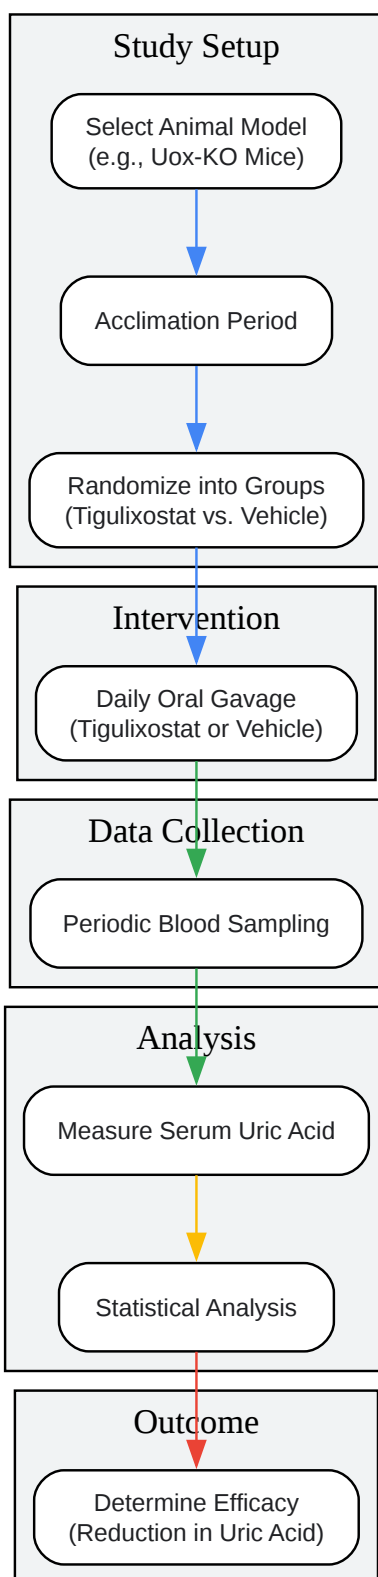 Study Setup
Select Animal Model
(e.g., Uox-KO Mice)
Acclimation Period
Randomize into Groups
(Tigulixostat vs. Vehicle)
Intervention
Daily Oral Gavage
(Tigulixostat or Vehicle)
Data Collection
Periodic Blood Sampling
Analysis
Measure Serum Uric Acid
Statistical Analysis
Outcome
Determine Efficacy
(Reduction in Uric Acid)